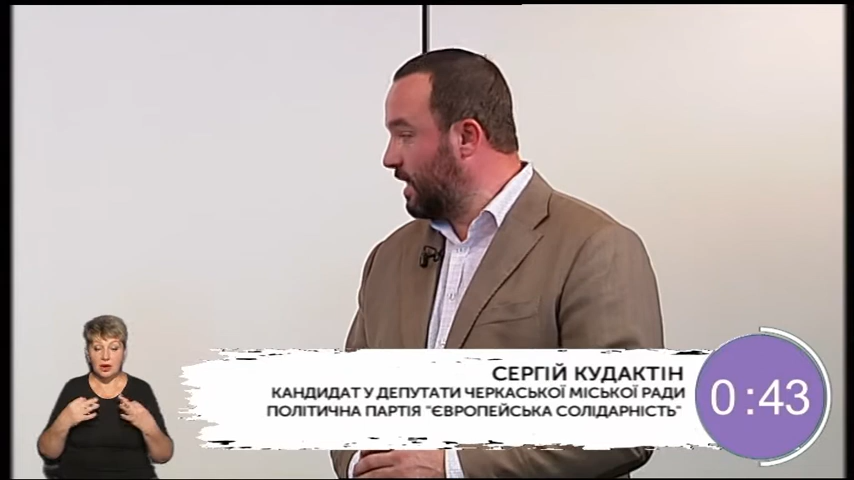 СЕРГІЙ КУДАКТІН
КАНДИДАТ У ДЕПУТАТИ ЧЕРКАСЬКОЇ МІСЬКОЇ РАДИ
ПОЛІТИЧНА ПАРТІЯ "ЄВРОПЕЙСЬКА СОЛІДАРНІСТЬ"
0:43